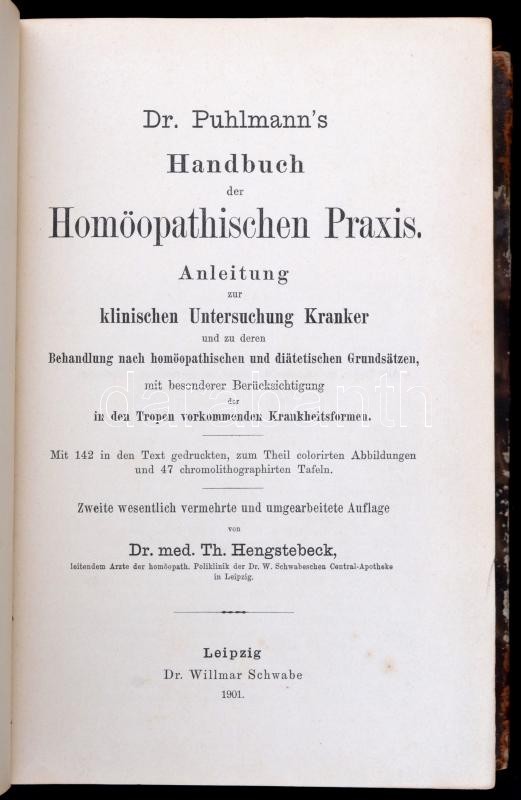 Dr. Puhlmann's
Handbuch
der
Homöopathischen Praxis.
Anleitung
zur
klinischen Untersuchung Kranker
und zu deren
Behandlung nach homöopathischen und diätetischen Grundsätzen,
mit besonderer Berücksichtigung
der
in den Tropen vorkommenden Krankheitsformen.
darabanth
Mit 142 in den Text gedruckten, zum Theil colorirten Abbildungen
und 47 chromolithographirten Tafeln.
Zweite wesentlich vermehrte und umgearbeitete Auflage
von
Dr. med. Th. Hengstebeck,
leitendem Arzte der homöopath. Poliklinik der Dr. W. Schwabeschen Central-Apotheke
in Leipzig.
Leipzig
Dr. Willmar Schwabe
1901.